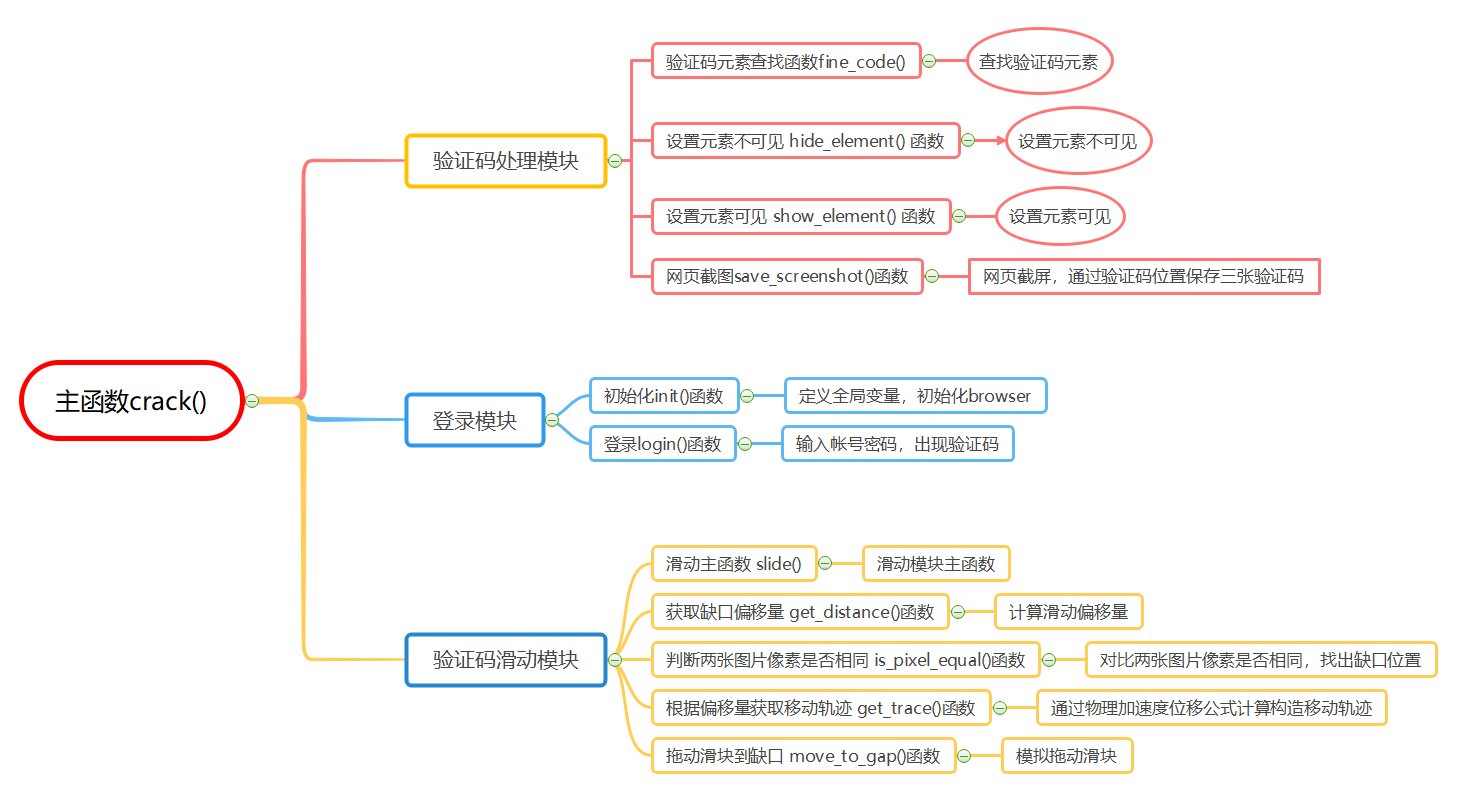 主函数crack()
验证码处理模块
验证码元素查找函数fine_code()
查找验证码元素
设置元素不可见 hide_element() 函数
设置元素不可见
设置元素可见 show_element() 函数
设置元素可见
网页截图save_screenshot()函数
网页截屏，通过验证码位置保存三张验证码
登录模块
初始化init()函数
定义全局变量，初始化browser
登录login()函数
输入帐号密码，出现验证码
验证码滑动模块
滑动主函数 slide()
滑动模块主函数
获取缺口偏移量 get_distance()函数
计算滑动偏移量
判断两张图片像素是否相同 is_pixel_equal()函数
对比两张图片像素是否相同，找出缺口位置
根据偏移量获取移动轨迹 get_trace()函数
通过物理加速度位移公式计算构造移动轨迹
拖动滑块到缺口 move_to_gap()函数
模拟拖动滑块